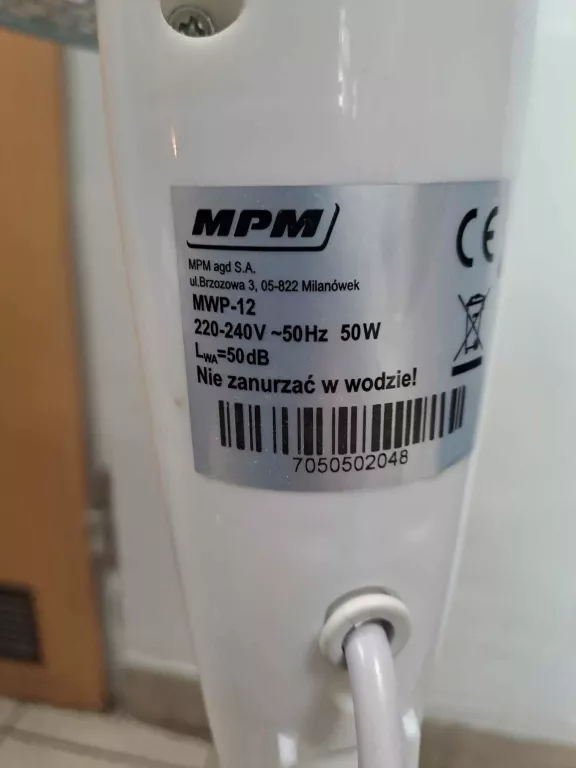 MPM
MPM agd S.A.
ul.Brzozowa 3, 05-822 Milanówek
MWP-12
220-240V ~50Hz 50W
LWA=50dB
Nie zanurzać w wodzie!
7050502048
CE